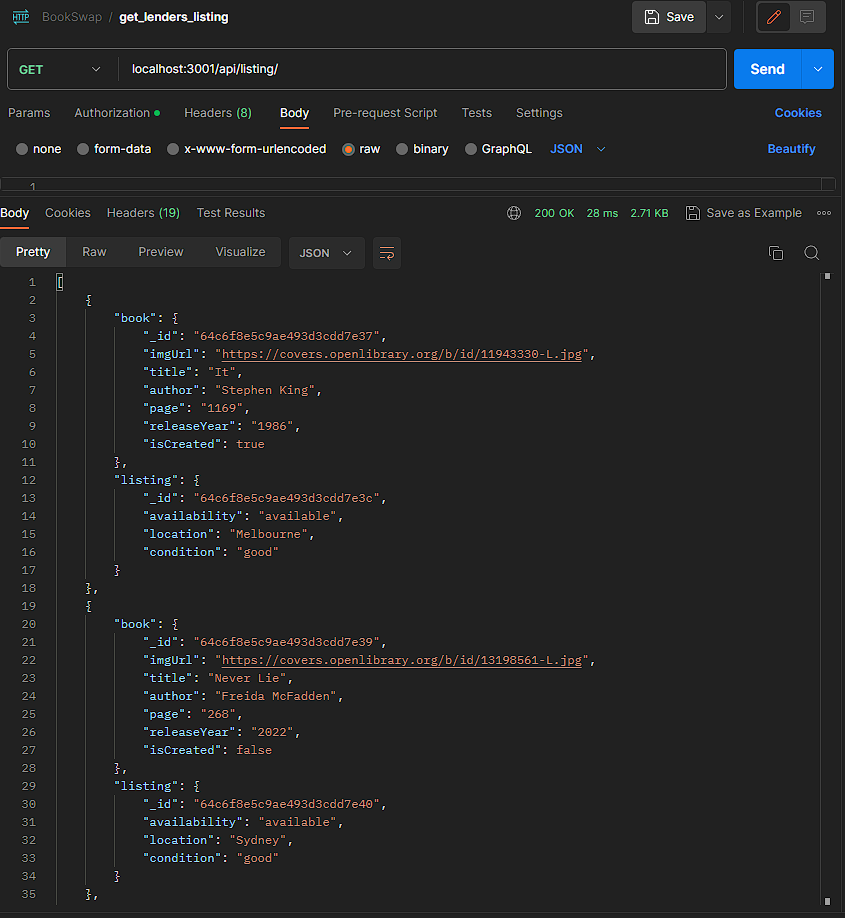 HTTP BookSwap / get_lenders_listing Save
GET localhost:3001/api/listing/ Send
Params Authorization Headers (8) Body Pre-request Script Tests Settings Cookies
none form-data x-www-form-urlencoded raw binary GraphQL JSON Beautify
1
Body Cookies Headers (19) Test Results 200 OK 28 ms 2.71 KB Save as Example
Pretty Raw Preview Visualize JSON
1 [
2 {
3 "book": {
4 "_id": "64c6f8e5c9ae493d3cdd7e37",
5 "imgUrl": "https://covers.openlibrary.org/b/id/11943330-L.jpg",
6 "title": "It",
7 "author": "Stephen King",
8 "page": "1169",
9 "releaseYear": "1986",
10 "isCreated": true
11 },
12 "listing": {
13 "_id": "64c6f8e5c9ae493d3cdd7e3c",
14 "availability": "available",
15 "location": "Melbourne",
16 "condition": "good"
17 }
18 },
19 {
20 "book": {
21 "_id": "64c6f8e5c9ae493d3cdd7e39",
22 "imgUrl": "https://covers.openlibrary.org/b/id/13198561-L.jpg",
23 "title": "Never Lie",
24 "author": "Freida McFadden",
25 "page": "268",
26 "releaseYear": "2022",
27 "isCreated": false
28 },
29 "listing": {
30 "_id": "64c6f8e5c9ae493d3cdd7e40",
31 "availability": "available",
32 "location": "Sydney",
33 "condition": "good"
34 }
35 },